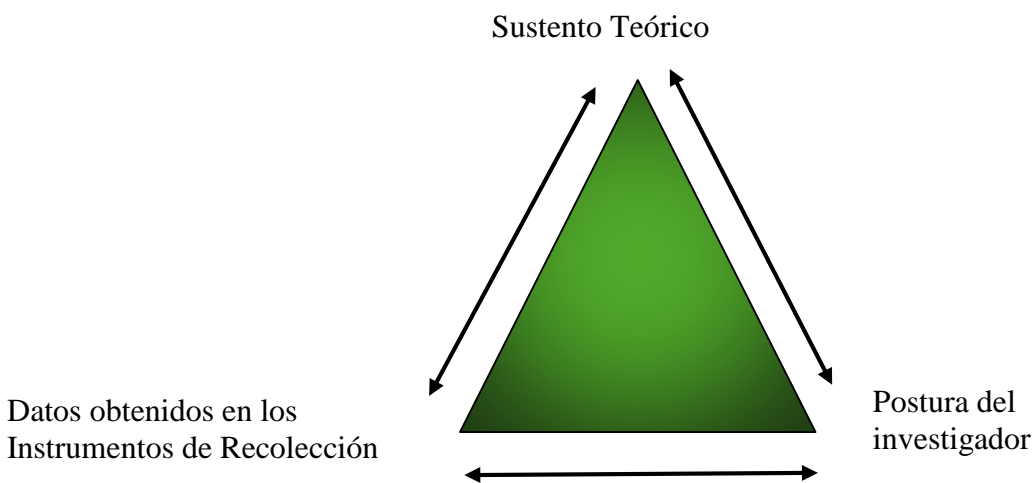 Sustento Teórico
Datos obtenidos en los
Instrumentos de Recolección
Postura del
investigador